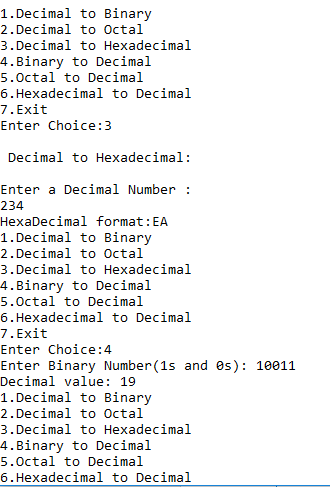 1.Decimal to Binary
2.Decimal to Octal
3.Decimal to Hexadecimal
4.Binary to Decimal
5.Octal to Decimal
6.Hexadecimal to Decimal
7.Exit
Enter Choice:3
Decimal to Hexadecimal:
Enter a Decimal Number :
234
HexaDecimal format:EA
1.Decimal to Binary
2.Decimal to Octal
3.Decimal to Hexadecimal
4.Binary to Decimal
5.Octal to Decimal
6.Hexadecimal to Decimal
7.Exit
Enter Choice:4
Enter Binary Number(1s and 0s): 10011
Decimal value: 19
1.Decimal to Binary
2.Decimal to Octal
3.Decimal to Hexadecimal
4.Binary to Decimal
5.Octal to Decimal
6.Hexadecimal to Decimal